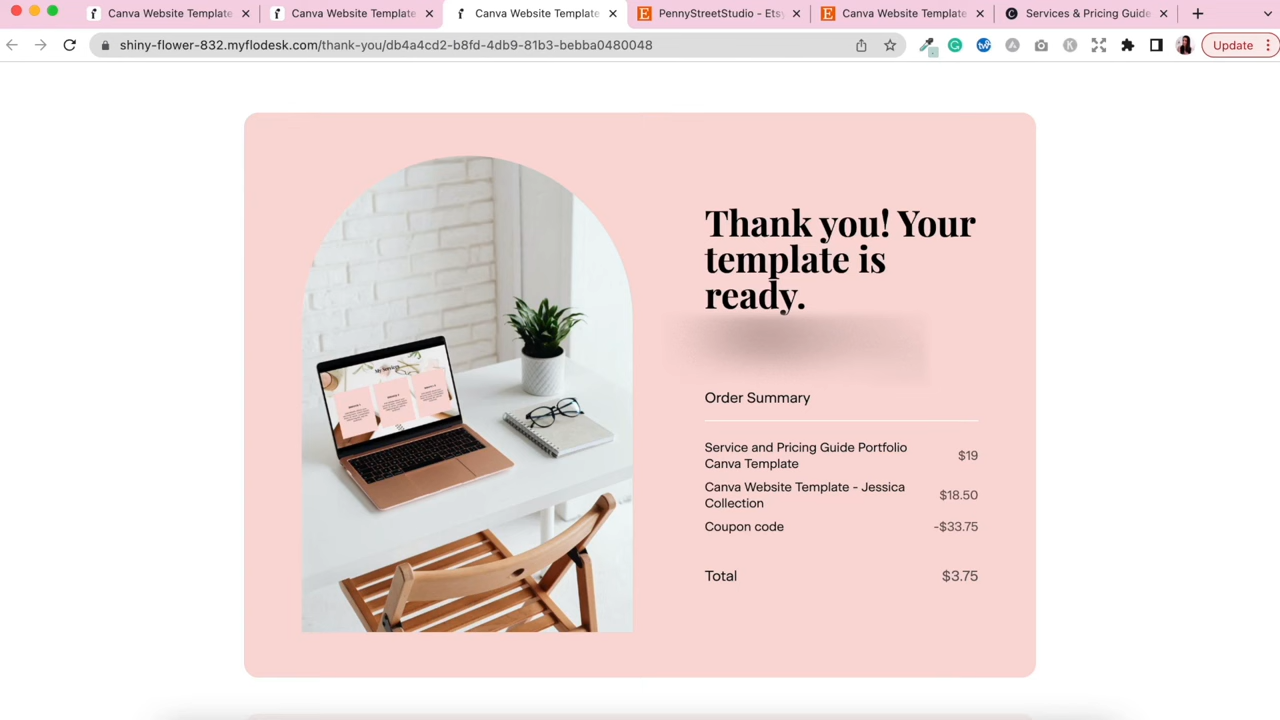 Canva Website Template
Canva Website Template
Canva Website Template
PennyStreetStudio - Etsy
Canva Website Template
Services & Pricing Guide
shiny-flower-832.myflodesk.com/thank-you/db4a4cd2-b8fd-4db9-81b3-bebba0480048
Update
Thank you! Your
template is
ready.
My Services
Order Summary
Service and Pricing Guide Portfolio
Canva Template
$19
Canva Website Template - Jessica
Collection
$18.50
Coupon code
-$33.75
Total
$3.75